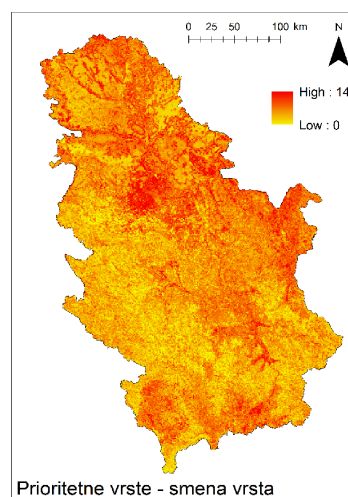 0 25 50 100 km
N
High : 14
Low : 0
Prioritetne vrste - smena vrsta